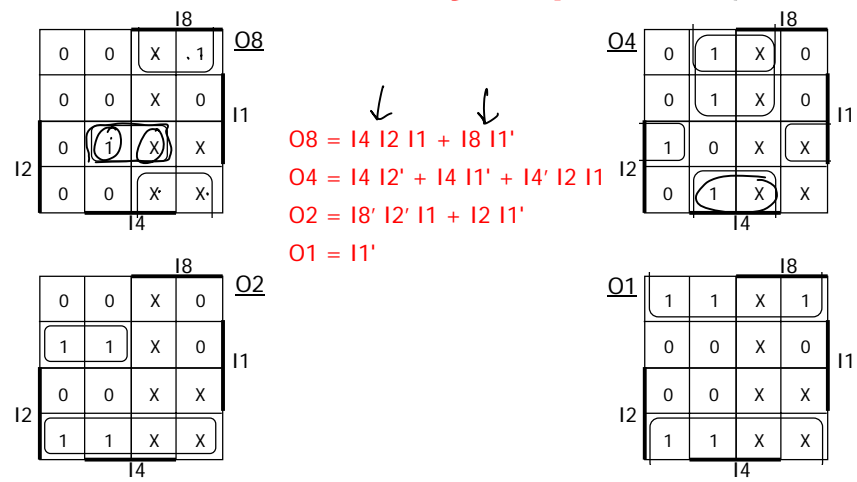 I8
O8
0 0 X 1
0 0 X 0
I1
0 1 X X
I2
0 0 X X
I4
I8
O4
0 1 X 0
0 1 X 0
I1
1 0 X X
I2
0 1 X X
I4
O8 = I4 I2 I1 + I8 I1'
O4 = I4 I2' + I4 I1' + I4' I2 I1
O2 = I8' I2' I1 + I2 I1'
O1 = I1'
I8
O2
0 0 X 0
1 1 X 0
I1
0 0 X X
I2
1 1 X X
I4
I8
O1
1 1 X 1
0 0 X 0
I1
0 0 X X
I2
1 1 X X
I4